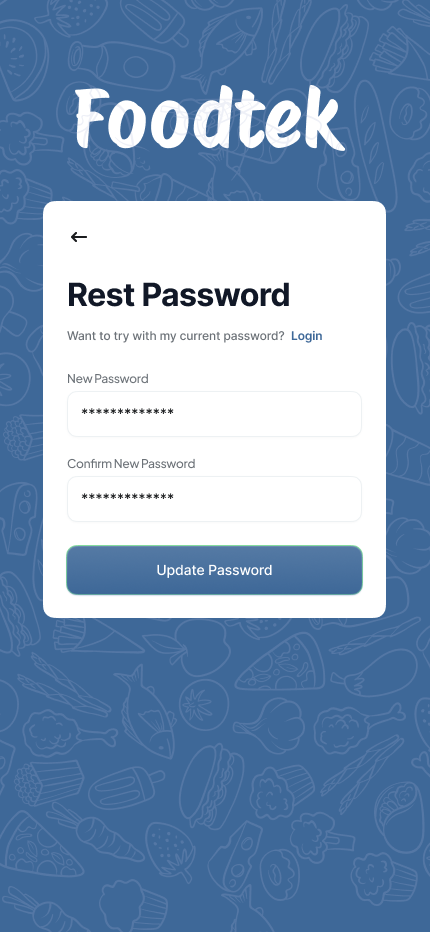 Foodtek
Rest Password
Want to try with my current password? Login
New Password
*************
Confirm New Password
*************
Update Password